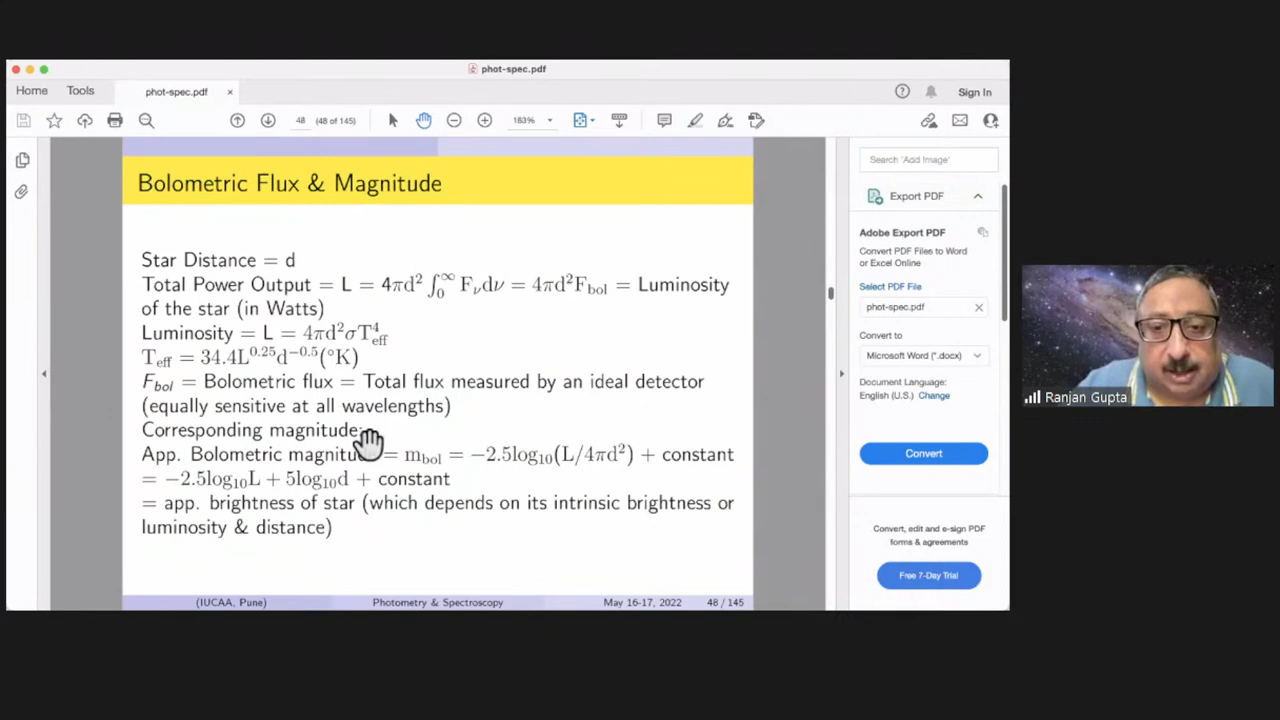 phot-spec.pdf
Home Tools phot-spec.pdf × Sign In
48 (48 of 145) 163%
Bolometric Flux & Magnitude
Star Distance = d
Total Power Output = L = 4πd² ∫₀^∞ F_ν dν = 4πd²F_bol = Luminosity
of the star (in Watts)
Luminosity = L = 4πd²σT⁴_eff
T_eff = 34.4L^0.25 d^−0.5(°K)
F_bol = Bolometric flux = Total flux measured by an ideal detector
(equally sensitive at all wavelengths)
Corresponding magnitude:
App. Bolometric magnitu = m_bol = −2.5log₁₀(L/4πd²) + constant
= −2.5log₁₀L + 5log₁₀d + constant
= app. brightness of star (which depends on its intrinsic brightness or
luminosity & distance)
(IUCAA, Pune) Photometry & Spectroscopy May 16-17, 2022 48 / 145
Search 'Add Image'
Export PDF
Adobe Export PDF
Convert PDF Files to Word
or Excel Online
Select PDF File
phot-spec.pdf ×
Convert to
Microsoft Word (*.docx)
Document Language:
English (U.S.) Change
Convert
Convert, edit and e-sign PDF
forms & agreements
Free 7-Day Trial
Ranjan Gupta